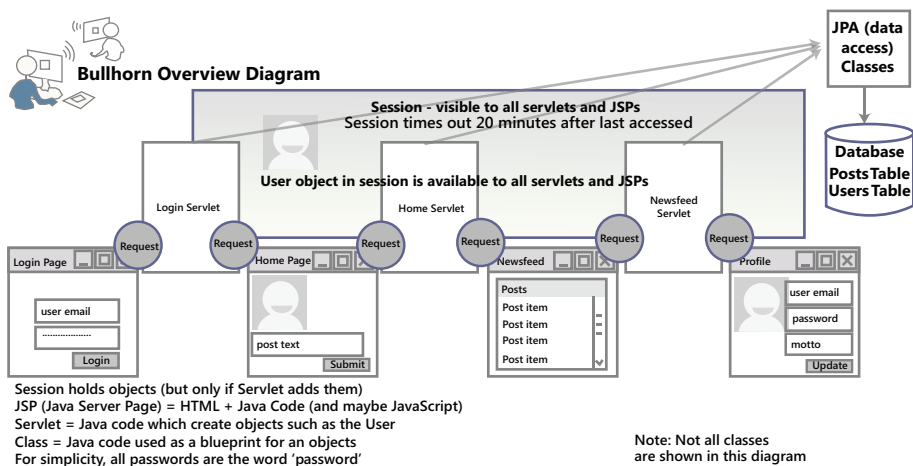 JPA (data
access)
Classes
Bullhorn Overview Diagram
Session - visible to all servlets and JSPs
Session times out 20 minutes after last accessed
Database
Posts Table
Users Table
User object in session is available to all servlets and JSPs
Login Servlet
Home Servlet
Newsfeed
Servlet
Request
Request
Request
Request
Request
Request
Login Page
user email
...................
Login
Home Page
post text
Submit
Newsfeed
Posts
Post item
Post item
Post item
Post item
Profile
user email
password
motto
Update
Session holds objects (but only if Servlet adds them)
JSP (Java Server Page) = HTML + Java Code (and maybe JavaScript)
Servlet = Java code which create objects such as the User
Class = Java code used as a blueprint for an objects
For simplicity, all passwords are the word 'password'
Note: Not all classes
are shown in this diagram